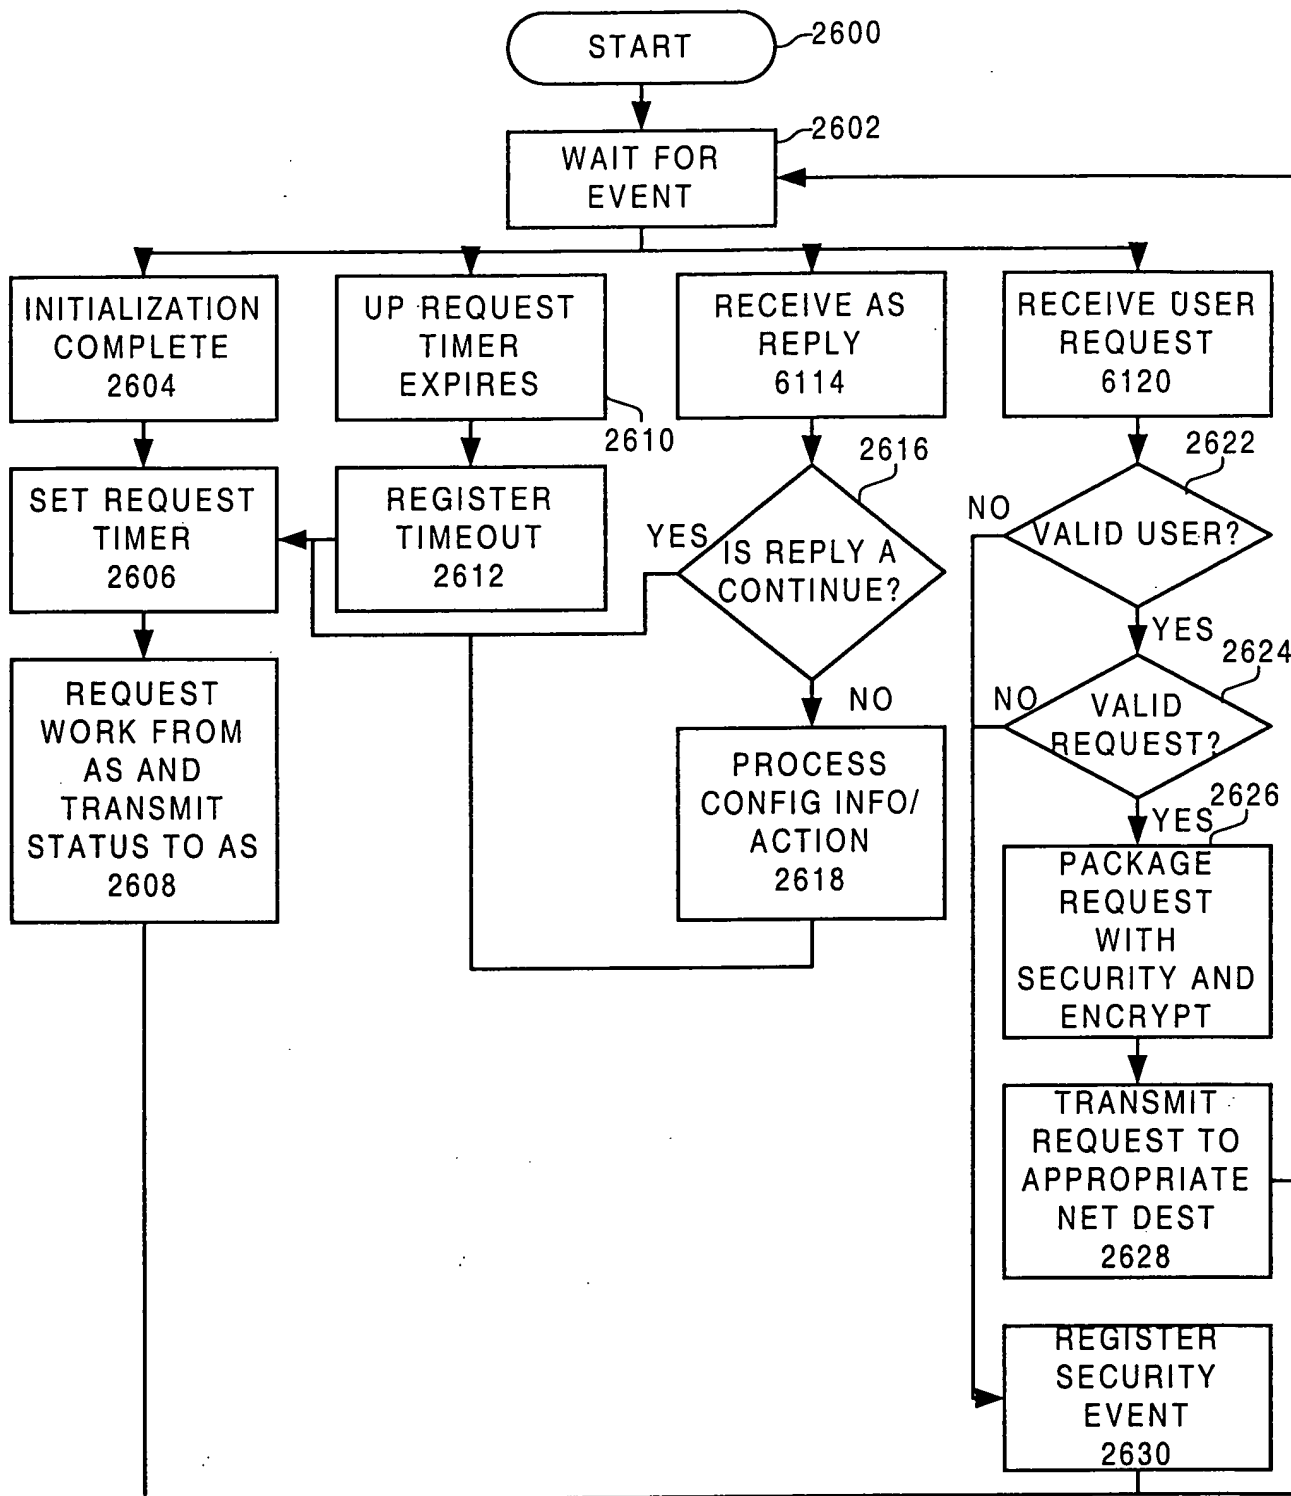 START
2600
WAIT FOR
EVENT
2602
INITIALIZATION
COMPLETE
2604
UP REQUEST
TIMER
EXPIRES
2610
RECEIVE AS
REPLY
6114
RECEIVE USER
REQUEST
6120
SET REQUEST
TIMER
2606
REGISTER
TIMEOUT
2612
YES
IS REPLY A
CONTINUE?
2616
NO
NO
VALID USER?
2622
YES
NO
VALID
REQUEST?
2624
YES
REQUEST
WORK FROM
AS AND
TRANSMIT
STATUS TO AS
2608
PROCESS
CONFIG INFO/
ACTION
2618
2626
PACKAGE
REQUEST
WITH
SECURITY AND
ENCRYPT
TRANSMIT
REQUEST TO
APPROPRIATE
NET DEST
2628
REGISTER
SECURITY
EVENT
2630